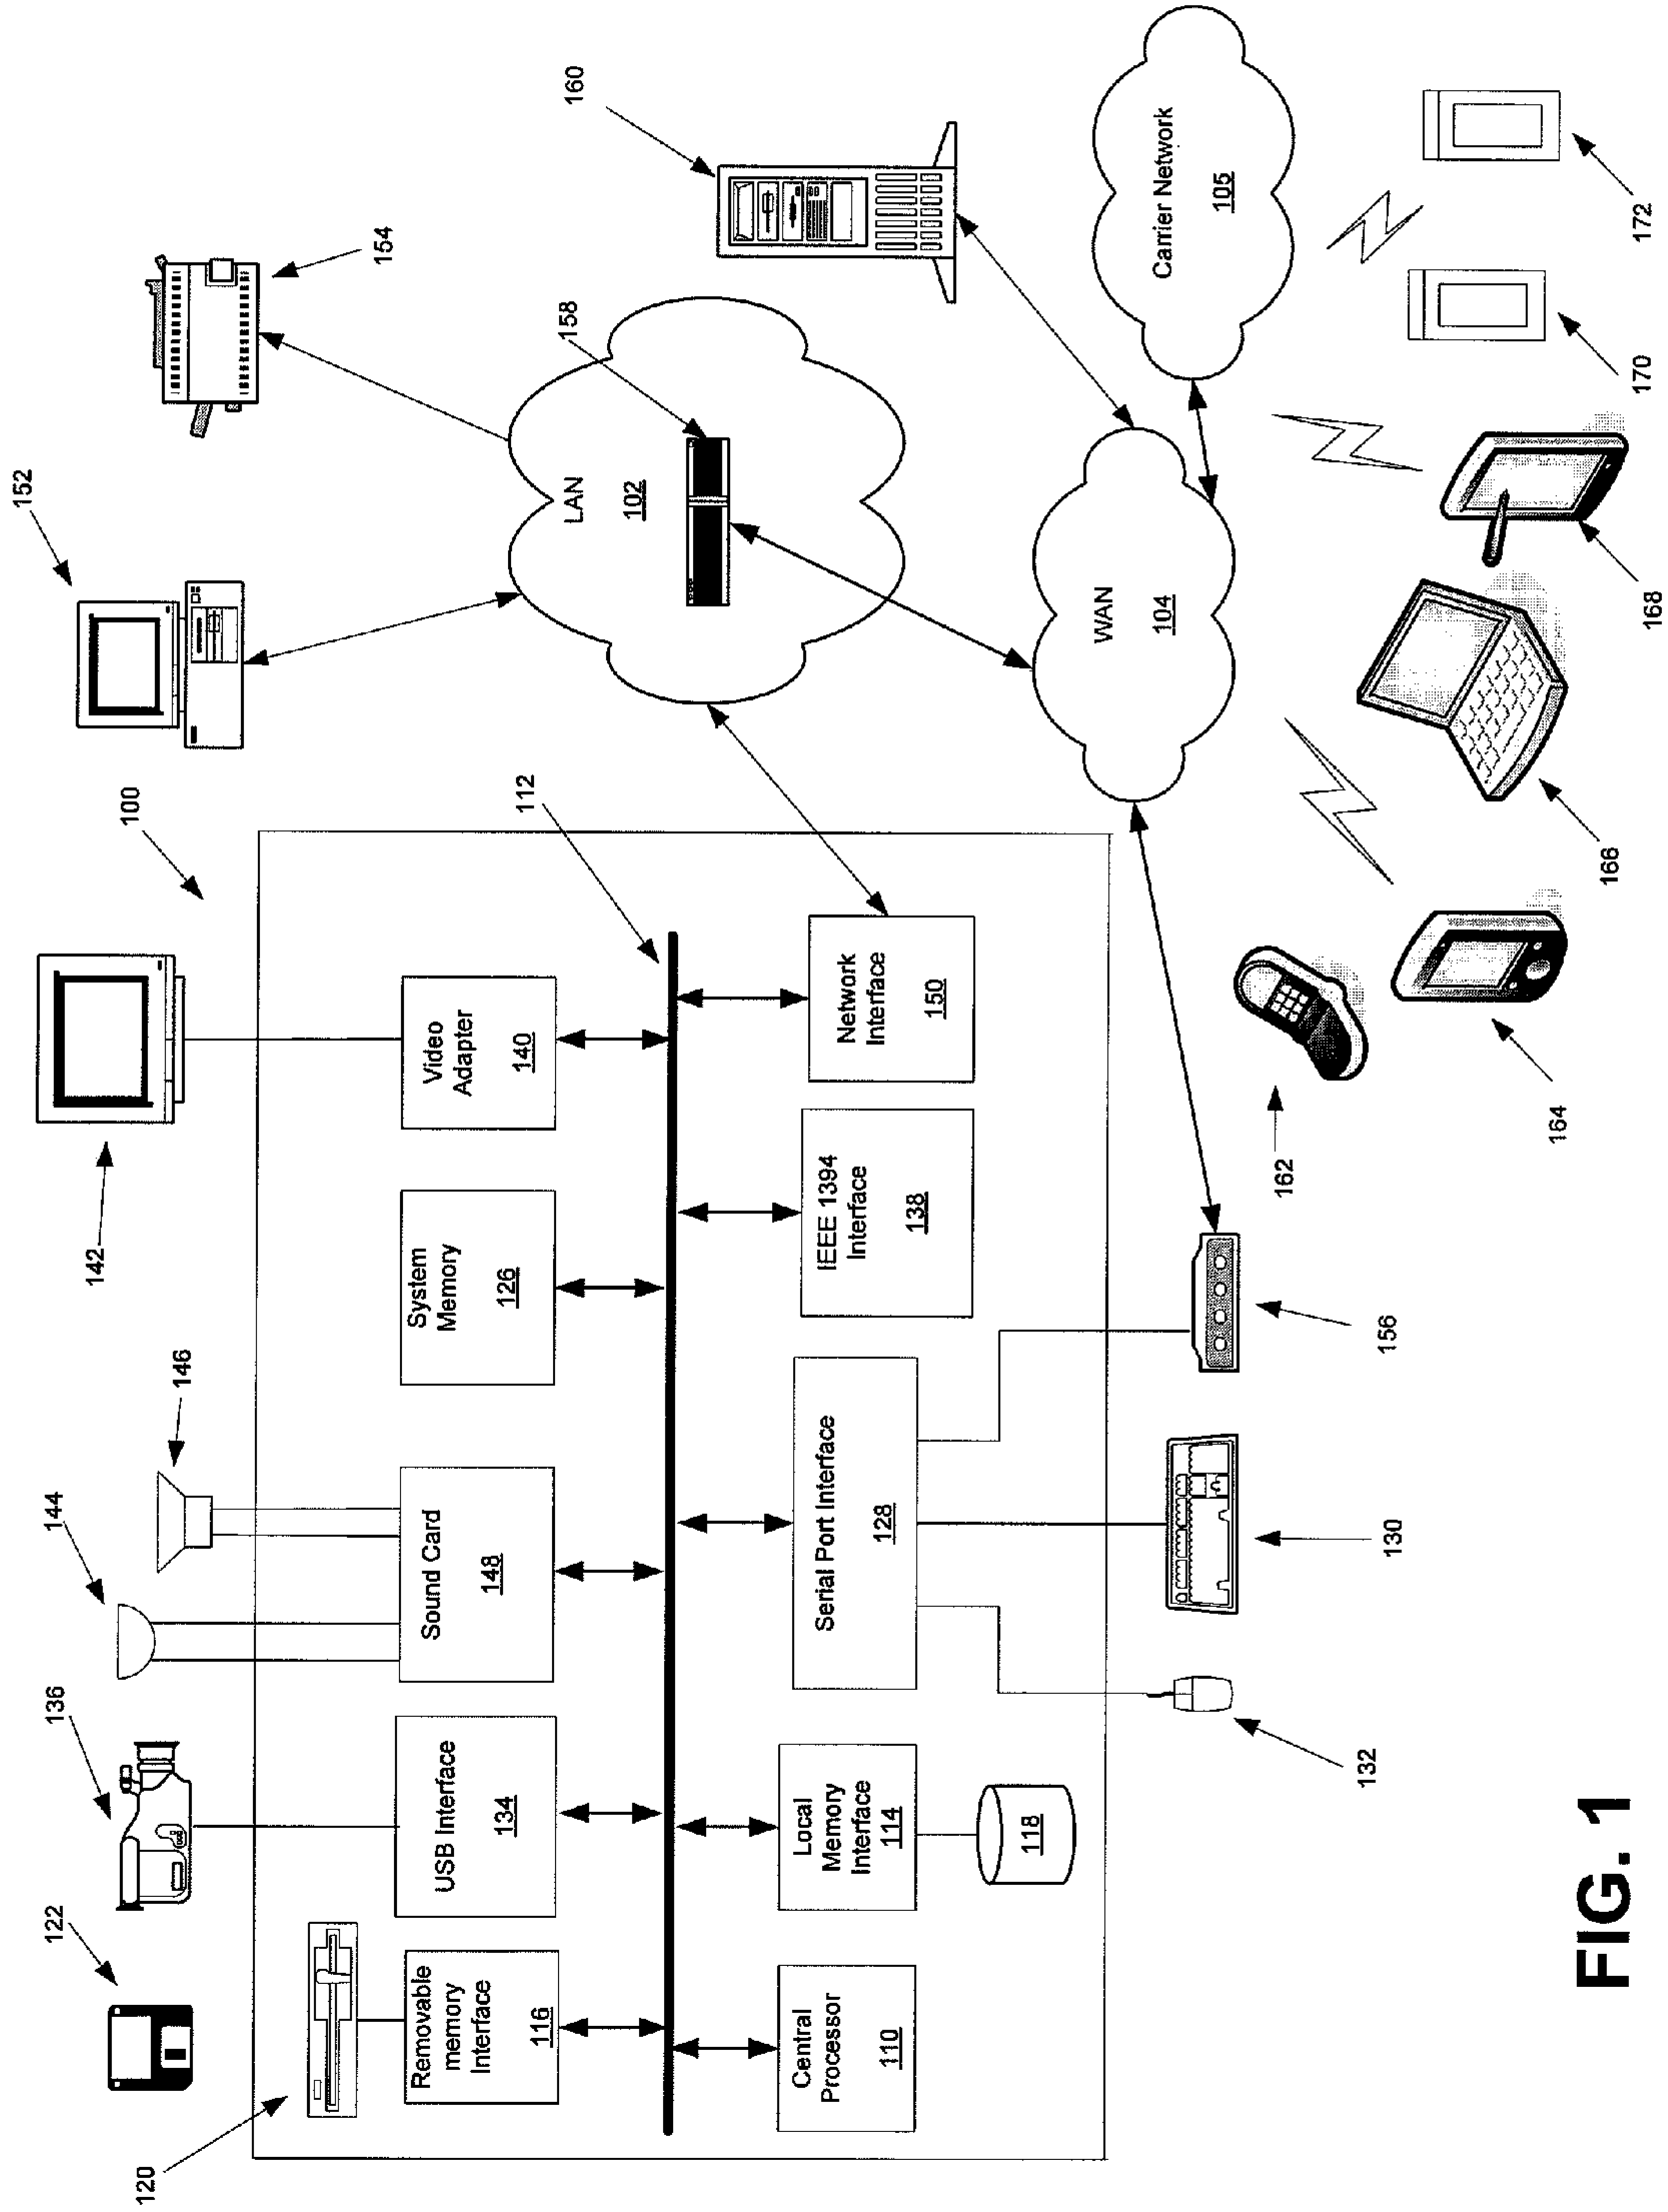 120
122
136
144
146
142
100
152
154
Removable
memory
Interface
116
USB Interface
134
Sound Card
148
System
Memory
126
Video
Adapter
140
112
LAN
102
158
160
Central
Processor
110
Local
Memory
Interface
114
118
Serial Port Interface
128
IEEE 1394
Interface
138
Network
Interface
150
WAN
104
Carrier Network
105
132
130
156
162
164
166
168
170
172
FIG. 1